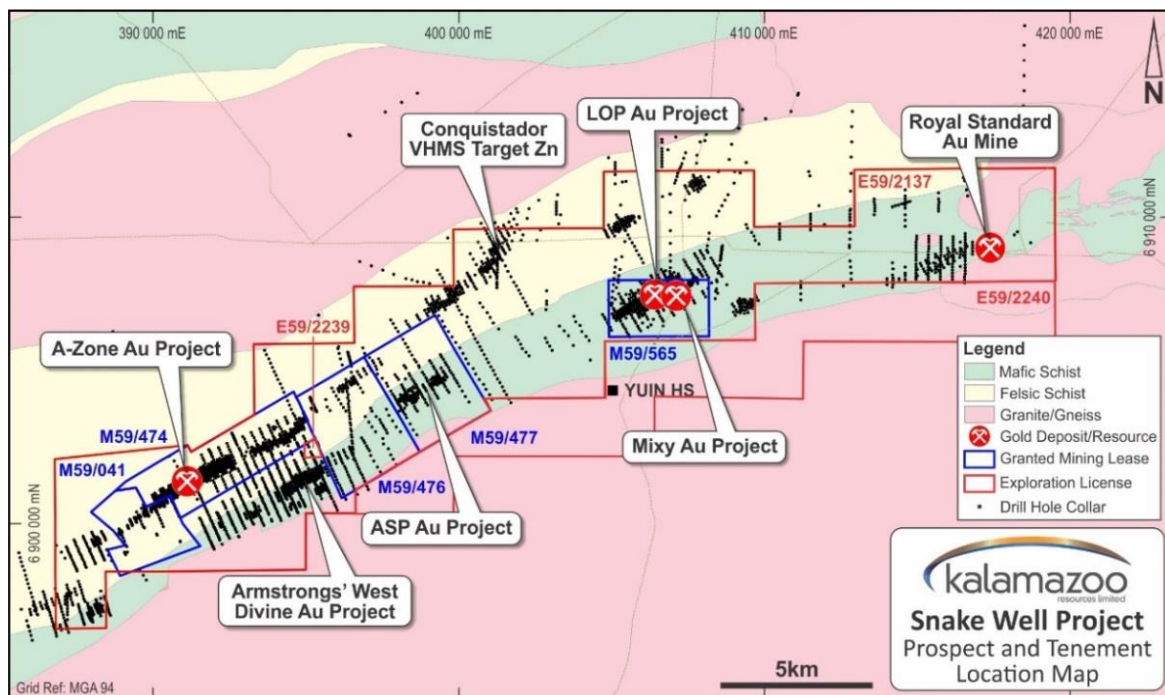 390 000 mE
400 000 mE
410 000 mE
420 000 mE
N
Conquistador
VHMS Target Zn
LOP Au Project
Royal Standard
Au Mine
E59/2137
6 910 000 mN
E59/2239
E59/2240
A-Zone Au Project
M59/565
YUIN HS
M59/474
M59/041
M59/477
M59/476
Mixy Au Project
ASP Au Project
6 900 000 mN
Armstrongs' West
Divine Au Project
Legend
Mafic Schist
Felsic Schist
Granite/Gneiss
Gold Deposit/Resource
Granted Mining Lease
Exploration License
Drill Hole Collar
kalamazoo
resources limited
Snake Well Project
Prospect and Tenement
Location Map
5km
Grid Ref: MGA 94